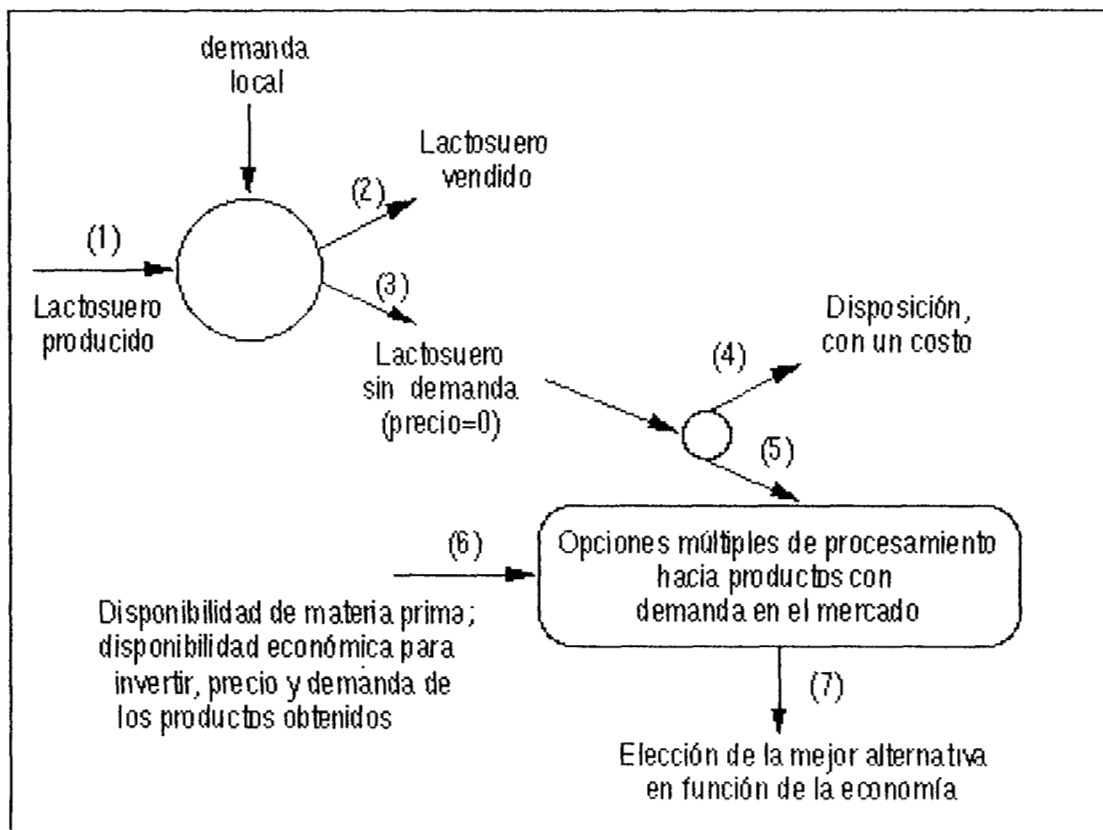 demanda
local
Lactosuero
vendido
(2)
(1)
(3)
Lactosuero
producido
Disposición,
con un costo
Lactosuero
sin demanda
(precio=0)
(4)
(5)
(6)
Opciones múltiples de procesamiento
hacia productos con
demanda en el mercado
Disponibilidad de materia prima;
disponibilidad económica para
invertir, precio y demanda de
los productos obtenidos
(7)
Elección de la mejor alternativa
en función de la economía